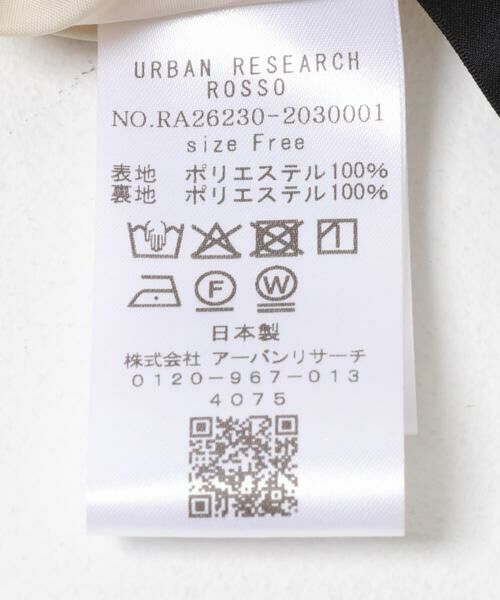 URBAN RESEARCH
ROSSO
NO.RA26230-2030001
size Free
表地 ポリエステル100%
裏地 ポリエステル100%
F W
日本製
株式会社 アーバンリサーチ
0120-967-013
4075